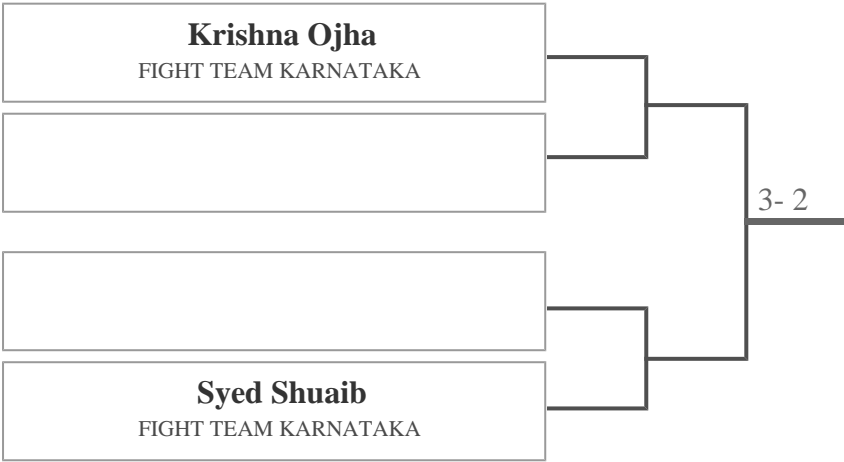 Krishna Ojha
FIGHT TEAM KARNATAKA
3- 2
Syed Shuaib
FIGHT TEAM KARNATAKA